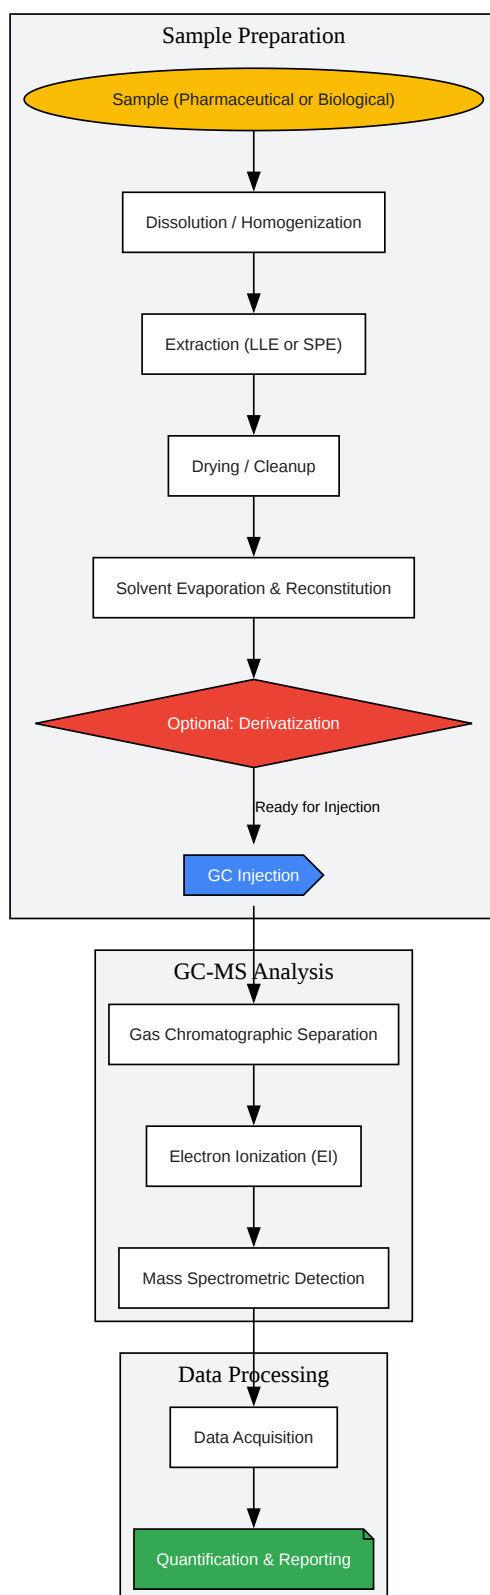 Sample Preparation
Sample (Pharmaceutical or Biological)
Dissolution / Homogenization
Extraction (LLE or SPE)
Drying / Cleanup
Solvent Evaporation & Reconstitution
Optional: Derivatization
Ready for Injection
GC Injection
GC-MS Analysis
Gas Chromatographic Separation
Electron Ionization (EI)
Mass Spectrometric Detection
Data Processing
Data Acquisition
Quantification & Reporting